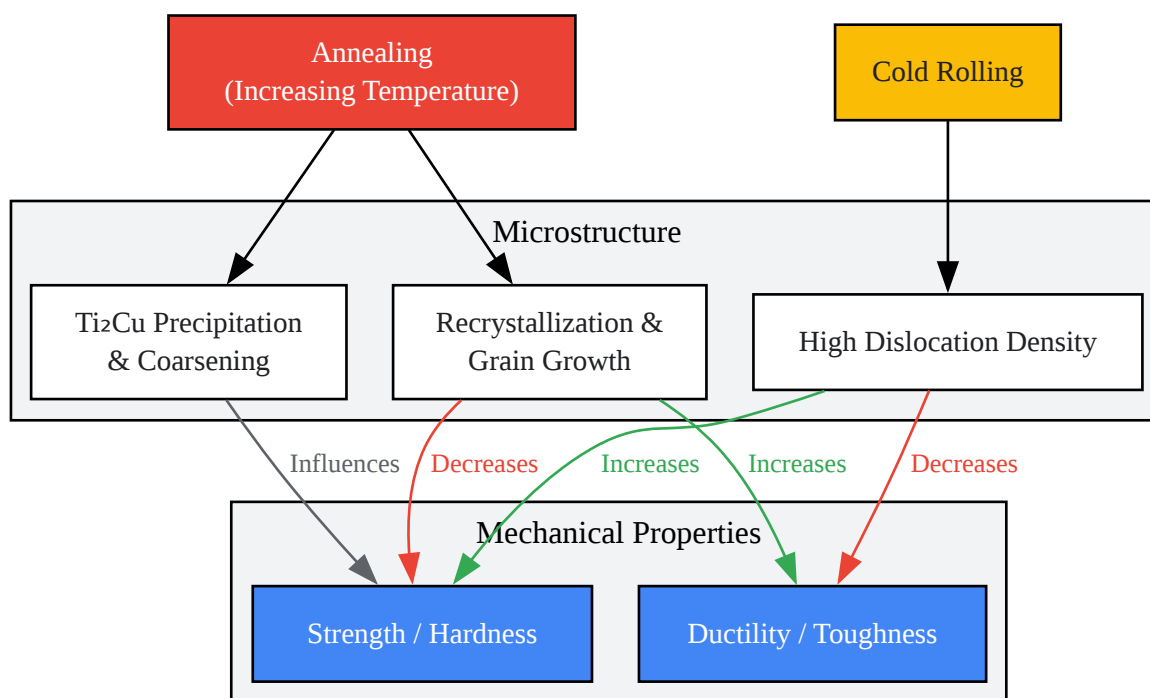 Annealing
(Increasing Temperature)
Cold Rolling
Microstructure
Ti₂Cu Precipitation
& Coarsening
Recrystallization &
Grain Growth
High Dislocation Density
Influences
Decreases
Increases
Increases
Decreases
Mechanical Properties
Strength / Hardness
Ductility / Toughness